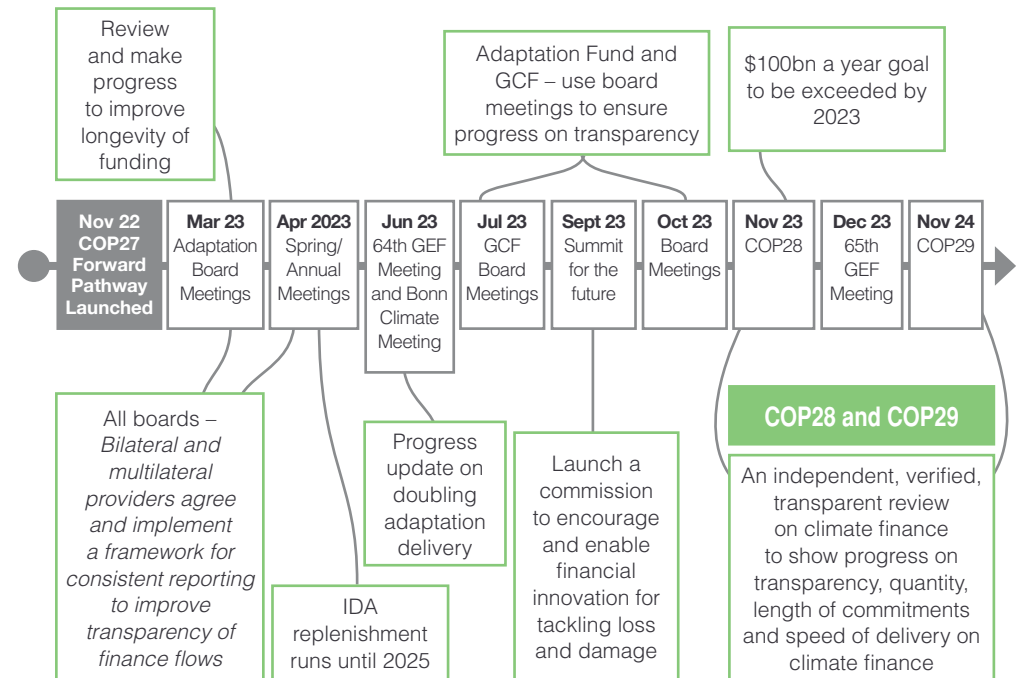 Review
and make
progress
to improve
longevity of
funding
Adaptation Fund and
GCF – use board
meetings to ensure
progress on transparency
$100bn a year goal
to be exceeded by
2023
Nov 22
COP27
Forward
Pathway
Launched
Mar 23
Adaptation
Board
Meetings
Apr 2023
Spring/
Annual
Meetings
Jun 23
64th GEF
Meeting
and Bonn
Climate
Meeting
Jul 23
GCF
Board
Meetings
Sept 23
Summit
for the
future
Oct 23
Board
Meetings
Nov 23
COP28
Dec 23
65th
GEF
Meeting
Nov 24
COP29
All boards –
Bilateral and
multilateral
providers agree
and implement
a framework for
consistent reporting
to improve
transparency of
finance flows
IDA
replenishment
runs until 2025
Progress
update on
doubling
adaptation
delivery
Launch a
commission
to encourage
and enable
financial
innovation for
tackling loss
and damage
COP28 and COP29
An independent, verified,
transparent review
on climate finance
to show progress on
transparency, quantity,
length of commitments
and speed of delivery on
climate finance